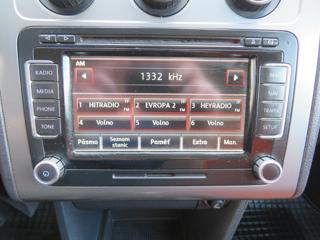 RADIO
MEDIA
PHONE
TONE
AM
1332 kHz
1 HITRADIO
2 EVROPA 2
3 HEYRADIO
4 Volno
5 Volno
6 Volno
Pásmo
Seznam stanic
Paměť
Extra
Man.
NAV
TRAFFIC
SETUP